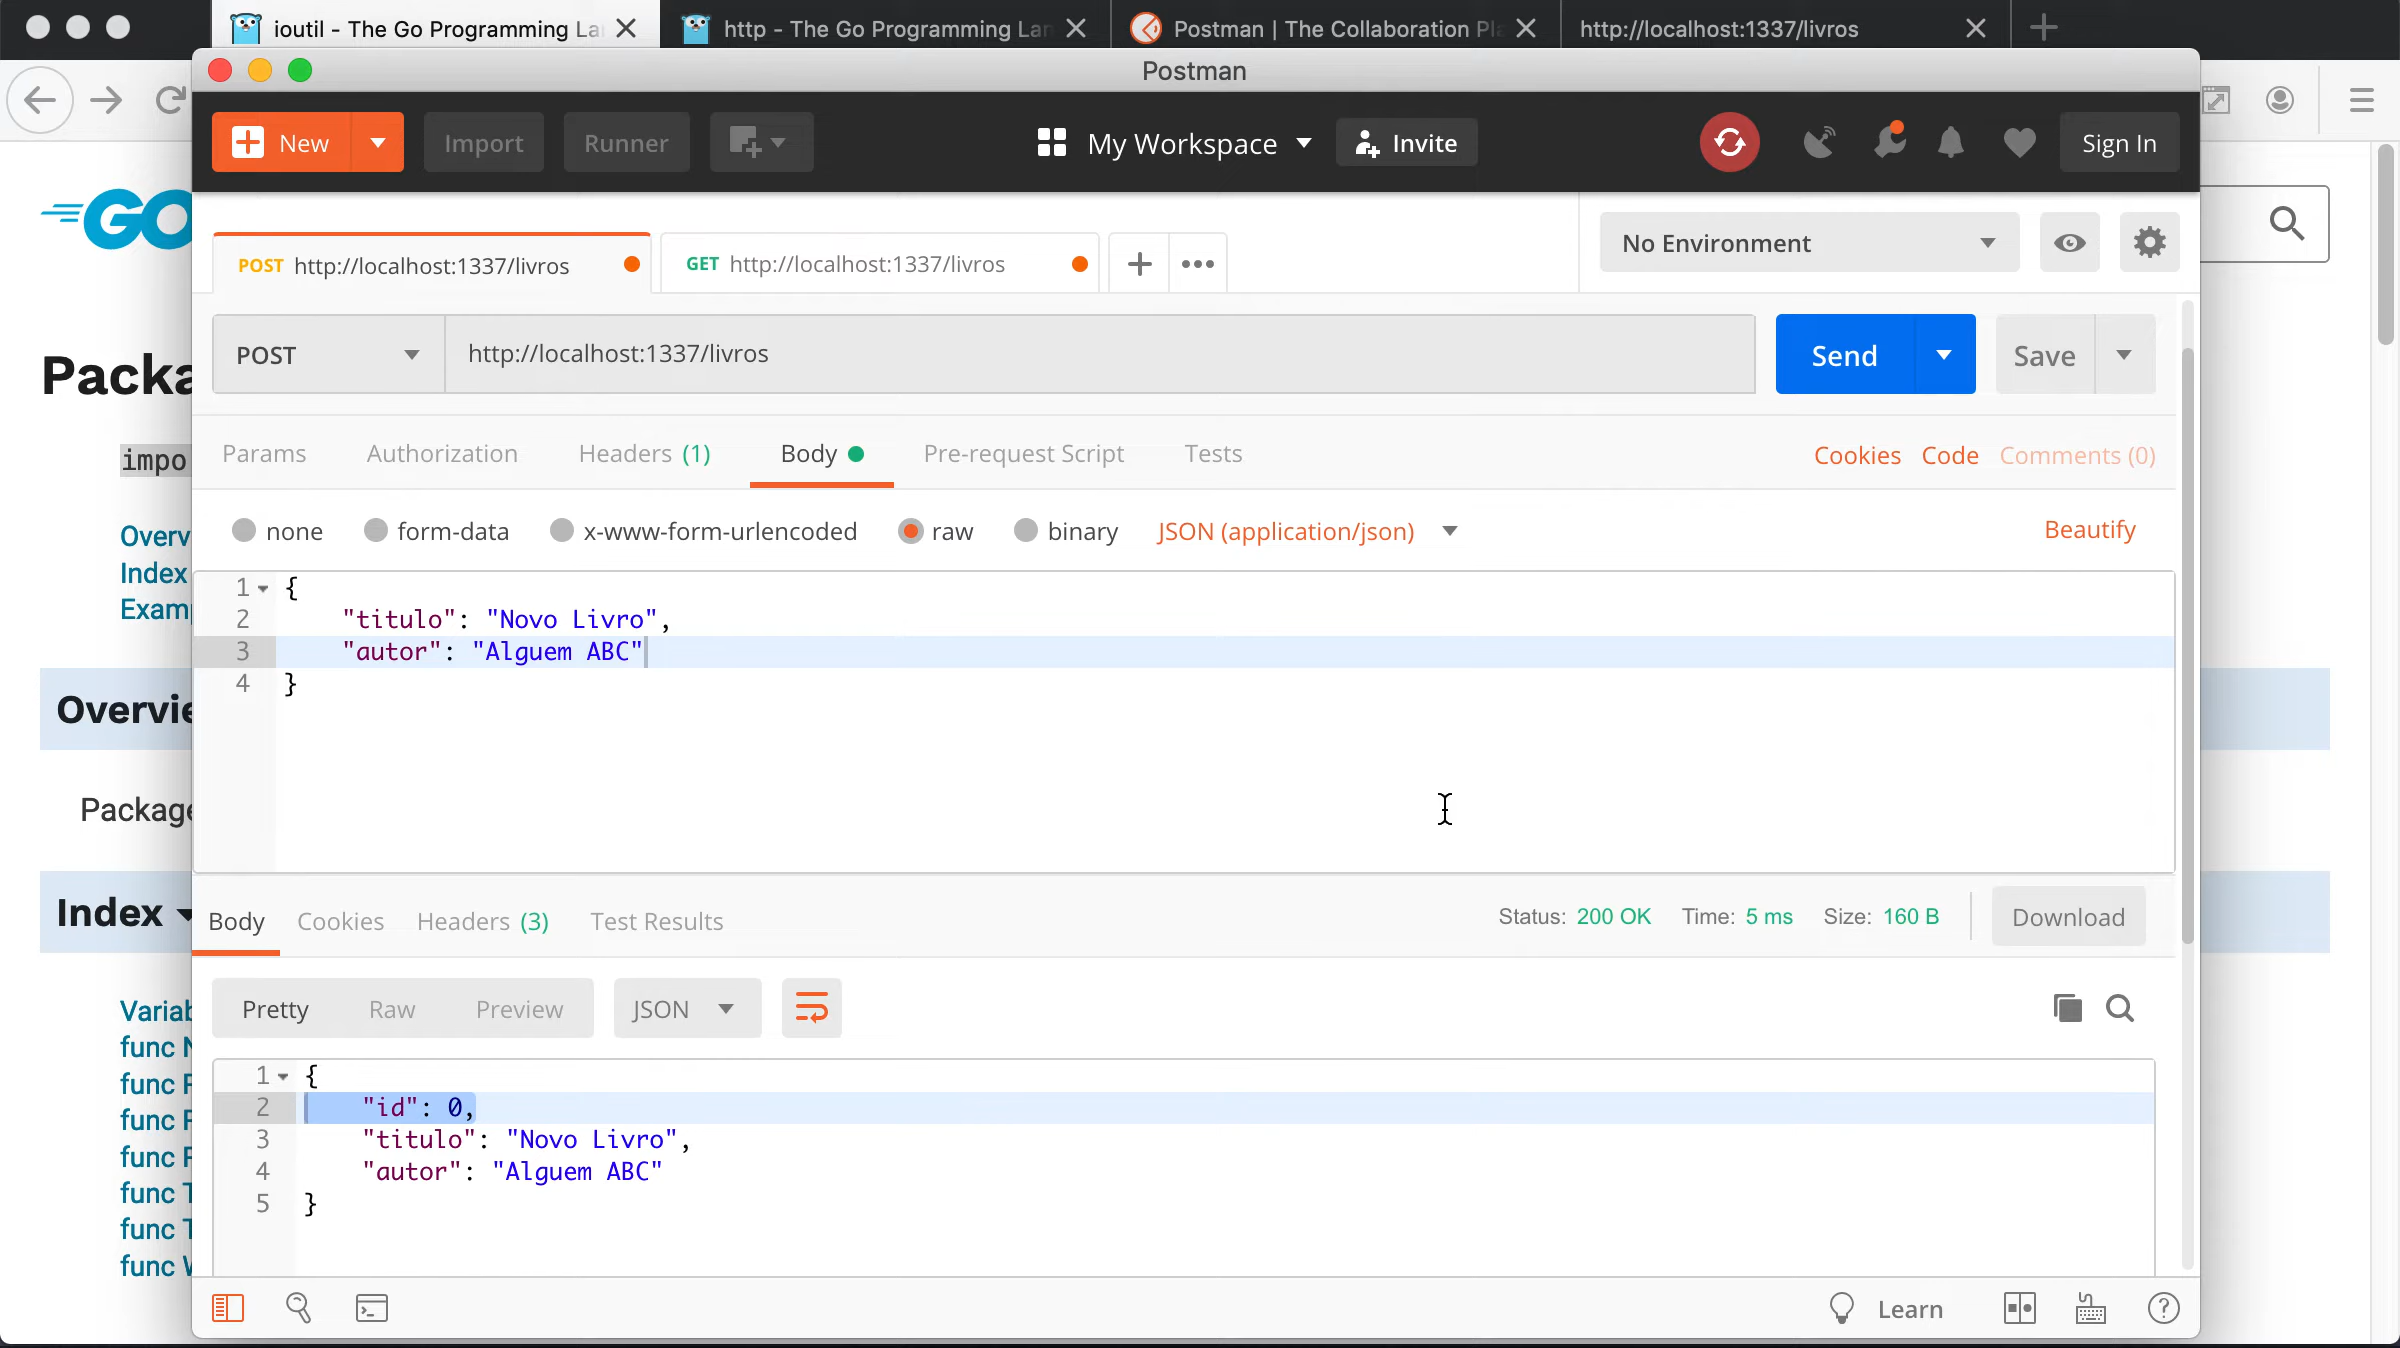 ioutil - The Go Programming La
http - The Go Programming Lan
Postman | The Collaboration Pla
http://localhost:1337/livros
Postman
New
Import
Runner
My Workspace
Invite
Sign In
GO
POST http://localhost:1337/livros
GET http://localhost:1337/livros
No Environment
POST
http://localhost:1337/livros
Send
Save
Packa
impo
Overv
Index
Examp
Overvie
Package
Index
Variab
func N
func R
func R
func R
func T
func T
func W
Params
Authorization
Headers (1)
Body
Pre-request Script
Tests
Cookies
Code
Comments (0)
none
form-data
x-www-form-urlencoded
raw
binary
JSON (application/json)
Beautify
1 {
2 "titulo": "Novo Livro",
3 "autor": "Alguem ABC"
4 }
Body
Cookies
Headers (3)
Test Results
Status: 200 OK
Time: 5 ms
Size: 160 B
Download
Pretty
Raw
Preview
JSON
1 {
2 "id": 0,
3 "titulo": "Novo Livro",
4 "autor": "Alguem ABC"
5 }
Learn